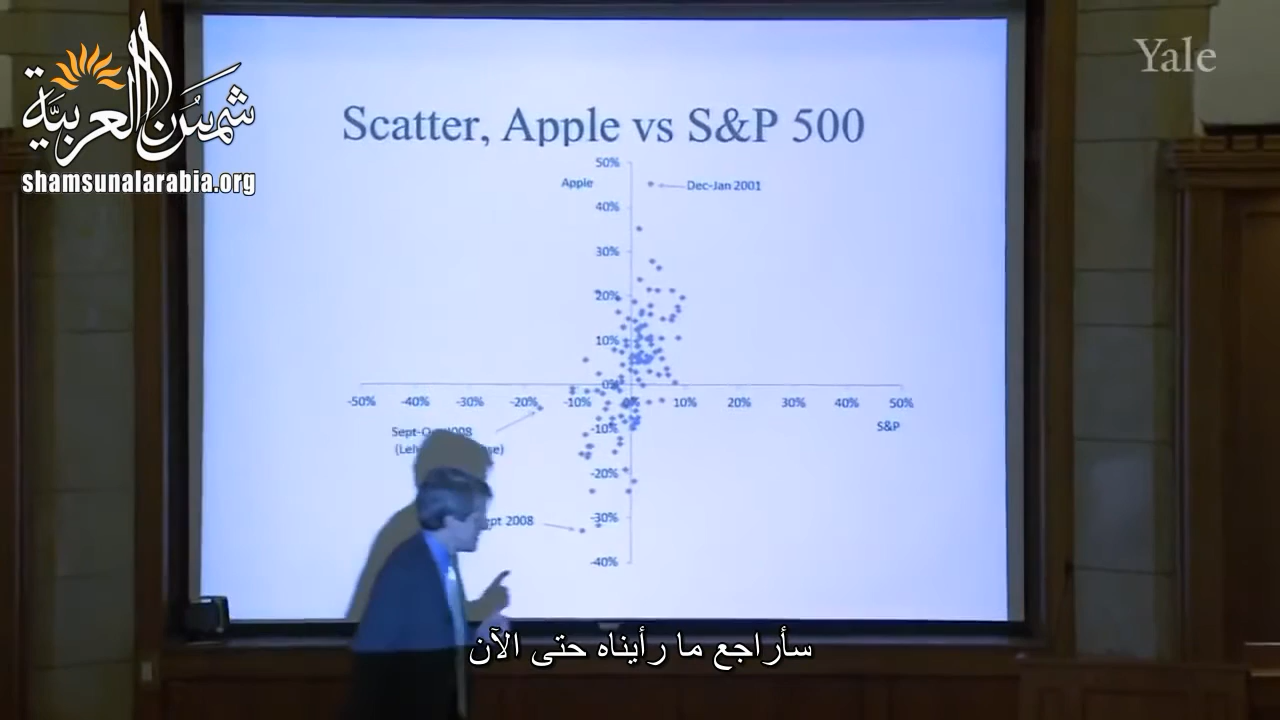 شمس العربية
shamsunalarabia.org
Yale
Scatter, Apple vs S&P 500
50%
Apple
Dec-Jan 2001
40%
30%
20%
10%
0%
-50% -40% -30% -20% -10% 0% 10% 20% 30% 40% 50%
S&P
-10%
-20%
-30%
2008
-40%
سأراجع ما رأيناه حتى الآن